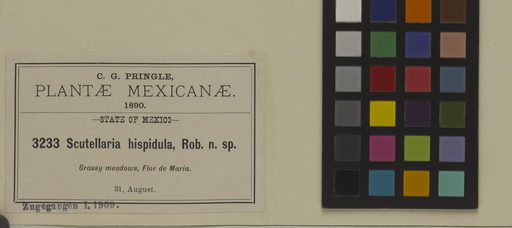 C. G. PRINGLE,
PLANTÆ MEXICANÆ.
1890.
—STATE OF MEXICO—
3233 Scutellaria hispidula, Rob. n. sp.
Grassy meadows, Flor de Maria.
31, August.
Zugegangen 1, 1909.